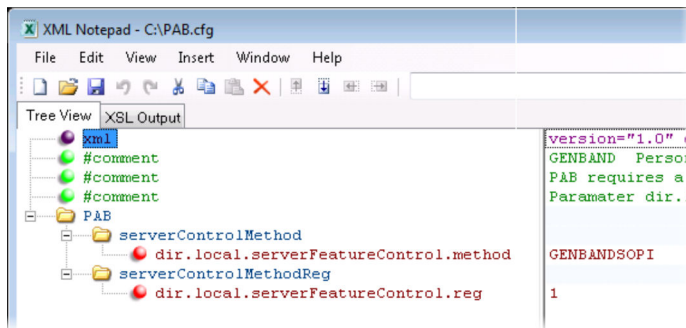 XML Notepad - C:\PAB.cfg
File Edit View Insert Window Help
Tree View XSL Output
xml version="1.0"
#comment GENBAND
#comment PAB requires a
#comment Paramater dir.
PAB
serverControlMethod
dir.local.serverFeatureControl.method GENBANDSOPI
serverControlMethodReg
dir.local.serverFeatureControl.reg 1